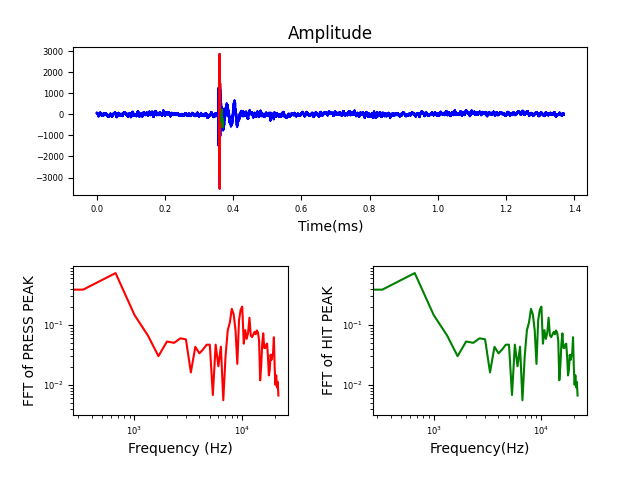 Amplitude
3000
2000
1000
0
−1000
−2000
−3000
0.0 0.2 0.4 0.6 0.8 1.0 1.2 1.4
Time(ms)
FFT of PRESS PEAK
10⁻¹
10⁻²
10³ 10⁴
Frequency (Hz)
FFT of HIT PEAK
10⁻¹
10⁻²
10³ 10⁴
Frequency(Hz)